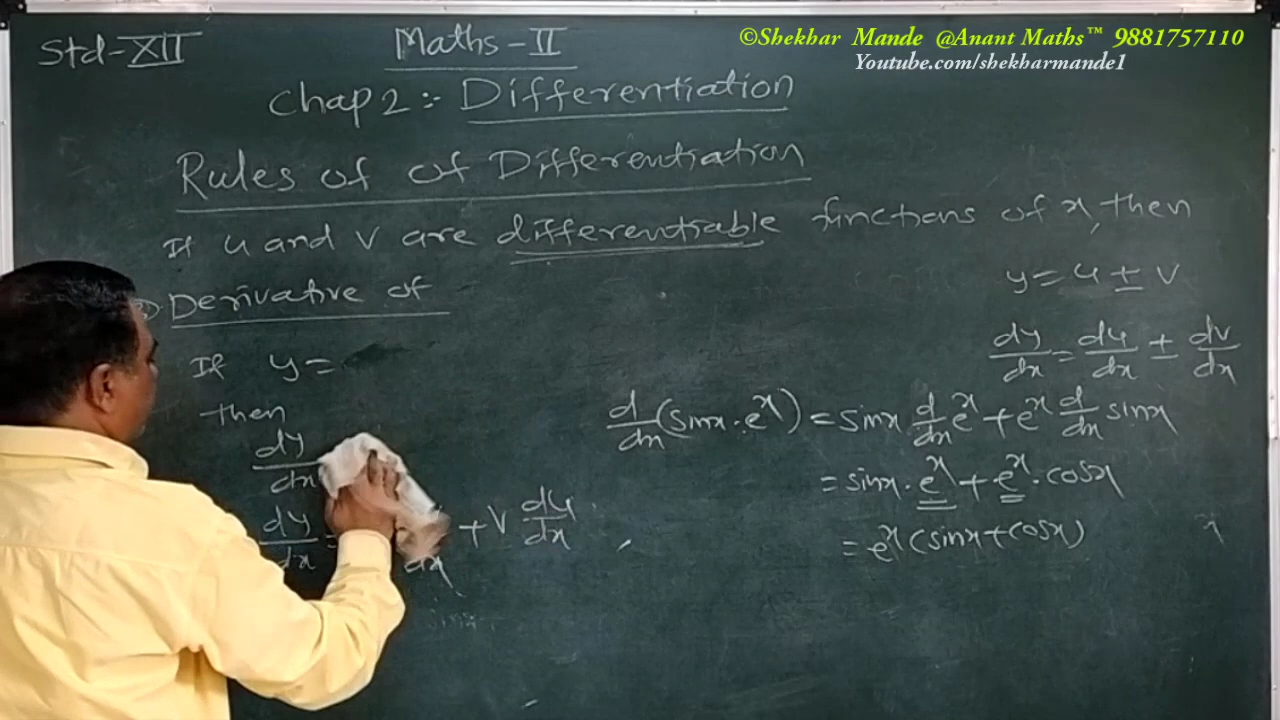 ©Shekhar Mande @Anant Maths™ 9881757110
Youtube.com/shekharmande1
Std-XII
Maths-II
Chap 2:- Differentiation
Rules of of Differentiation
If u and v are differentiable functions of x, then
Derivative of
If y=
then
dy/dx
dy/dx = dx + v du/dx ,
y = u ± v
dy/dx = du/dx ± dv/dx
d/dx (sinx · e^x) = sinx d/dx e^x + e^x d/dx sinx
= sinx · e^x + e^x · cosx
= e^x (sinx + cosx)